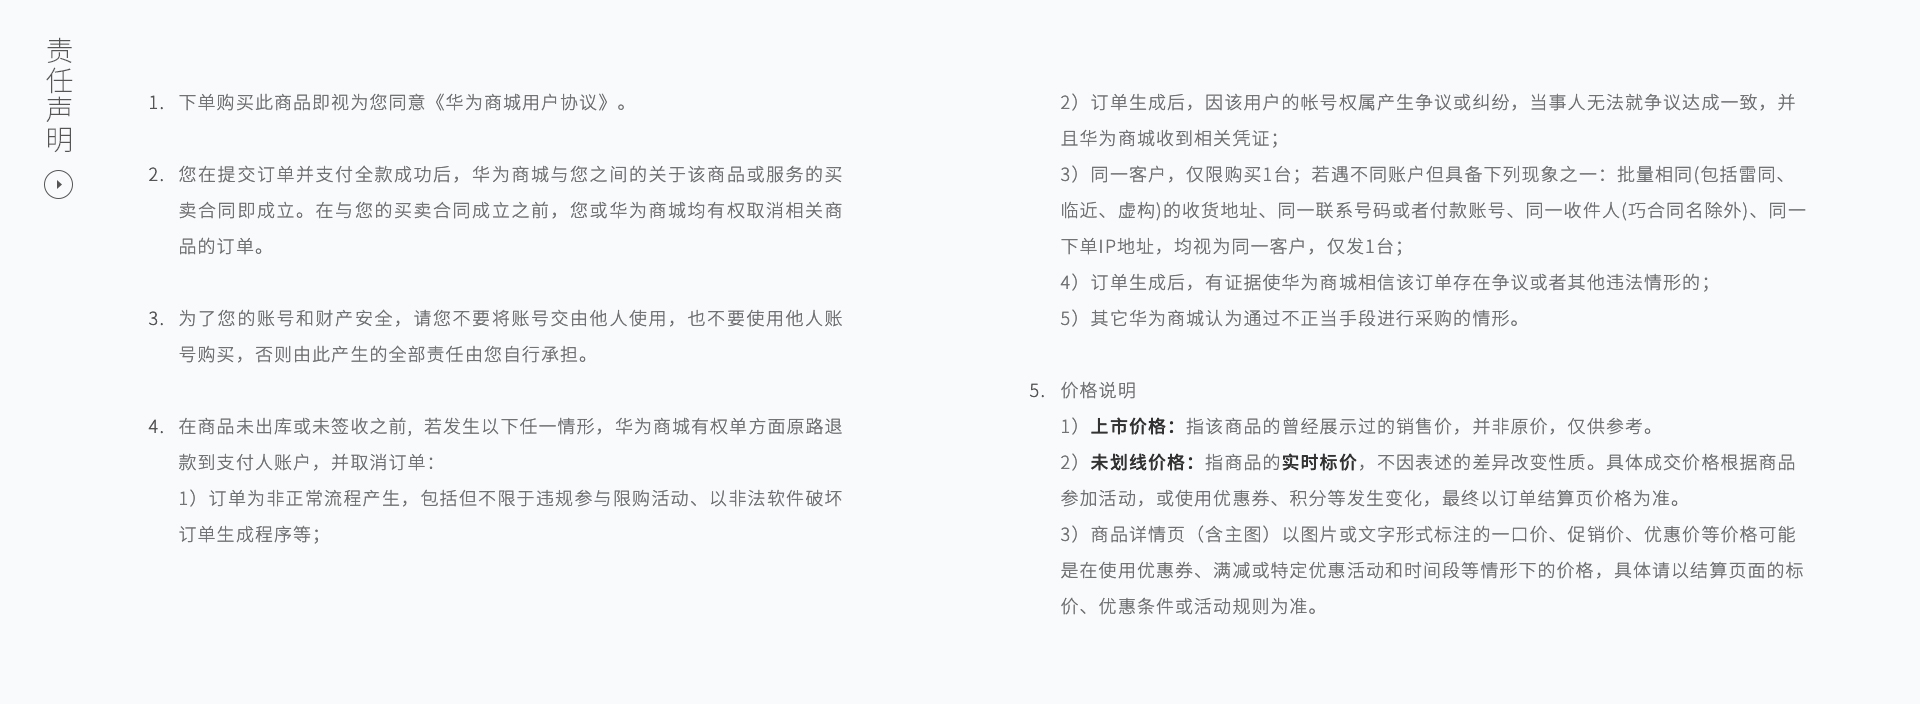 责任声明
1. 下单购买此商品即视为您同意《华为商城用户协议》。
2. 您在提交订单并支付全款成功后，华为商城与您之间的关于该商品或服务的买
卖合同即成立。在与您的买卖合同成立之前，您或华为商城均有权取消相关商
品的订单。
3. 为了您的账号和财产安全，请您不要将账号交由他人使用，也不要使用他人账
号购买，否则由此产生的全部责任由您自行承担。
4. 在商品未出库或未签收之前, 若发生以下任一情形，华为商城有权单方面原路退
款到支付人账户，并取消订单：
1）订单为非正常流程产生，包括但不限于违规参与限购活动、以非法软件破坏
订单生成程序等；
2）订单生成后，因该用户的帐号权属产生争议或纠纷，当事人无法就争议达成一致，并
且华为商城收到相关凭证；
3）同一客户，仅限购买1台；若遇不同账户但具备下列现象之一：批量相同(包括雷同、
临近、虚构)的收货地址、同一联系号码或者付款账号、同一收件人(巧合同名除外)、同一
下单IP地址，均视为同一客户，仅发1台；
4）订单生成后，有证据使华为商城相信该订单存在争议或者其他违法情形的；
5）其它华为商城认为通过不正当手段进行采购的情形。
5. 价格说明
1）上市价格：指该商品的曾经展示过的销售价，并非原价，仅供参考。
2）未划线价格：指商品的实时标价，不因表述的差异改变性质。具体成交价格根据商品
参加活动，或使用优惠券、积分等发生变化，最终以订单结算页价格为准。
3）商品详情页（含主图）以图片或文字形式标注的一口价、促销价、优惠价等价格可能
是在使用优惠券、满减或特定优惠活动和时间段等情形下的价格，具体请以结算页面的标
价、优惠条件或活动规则为准。